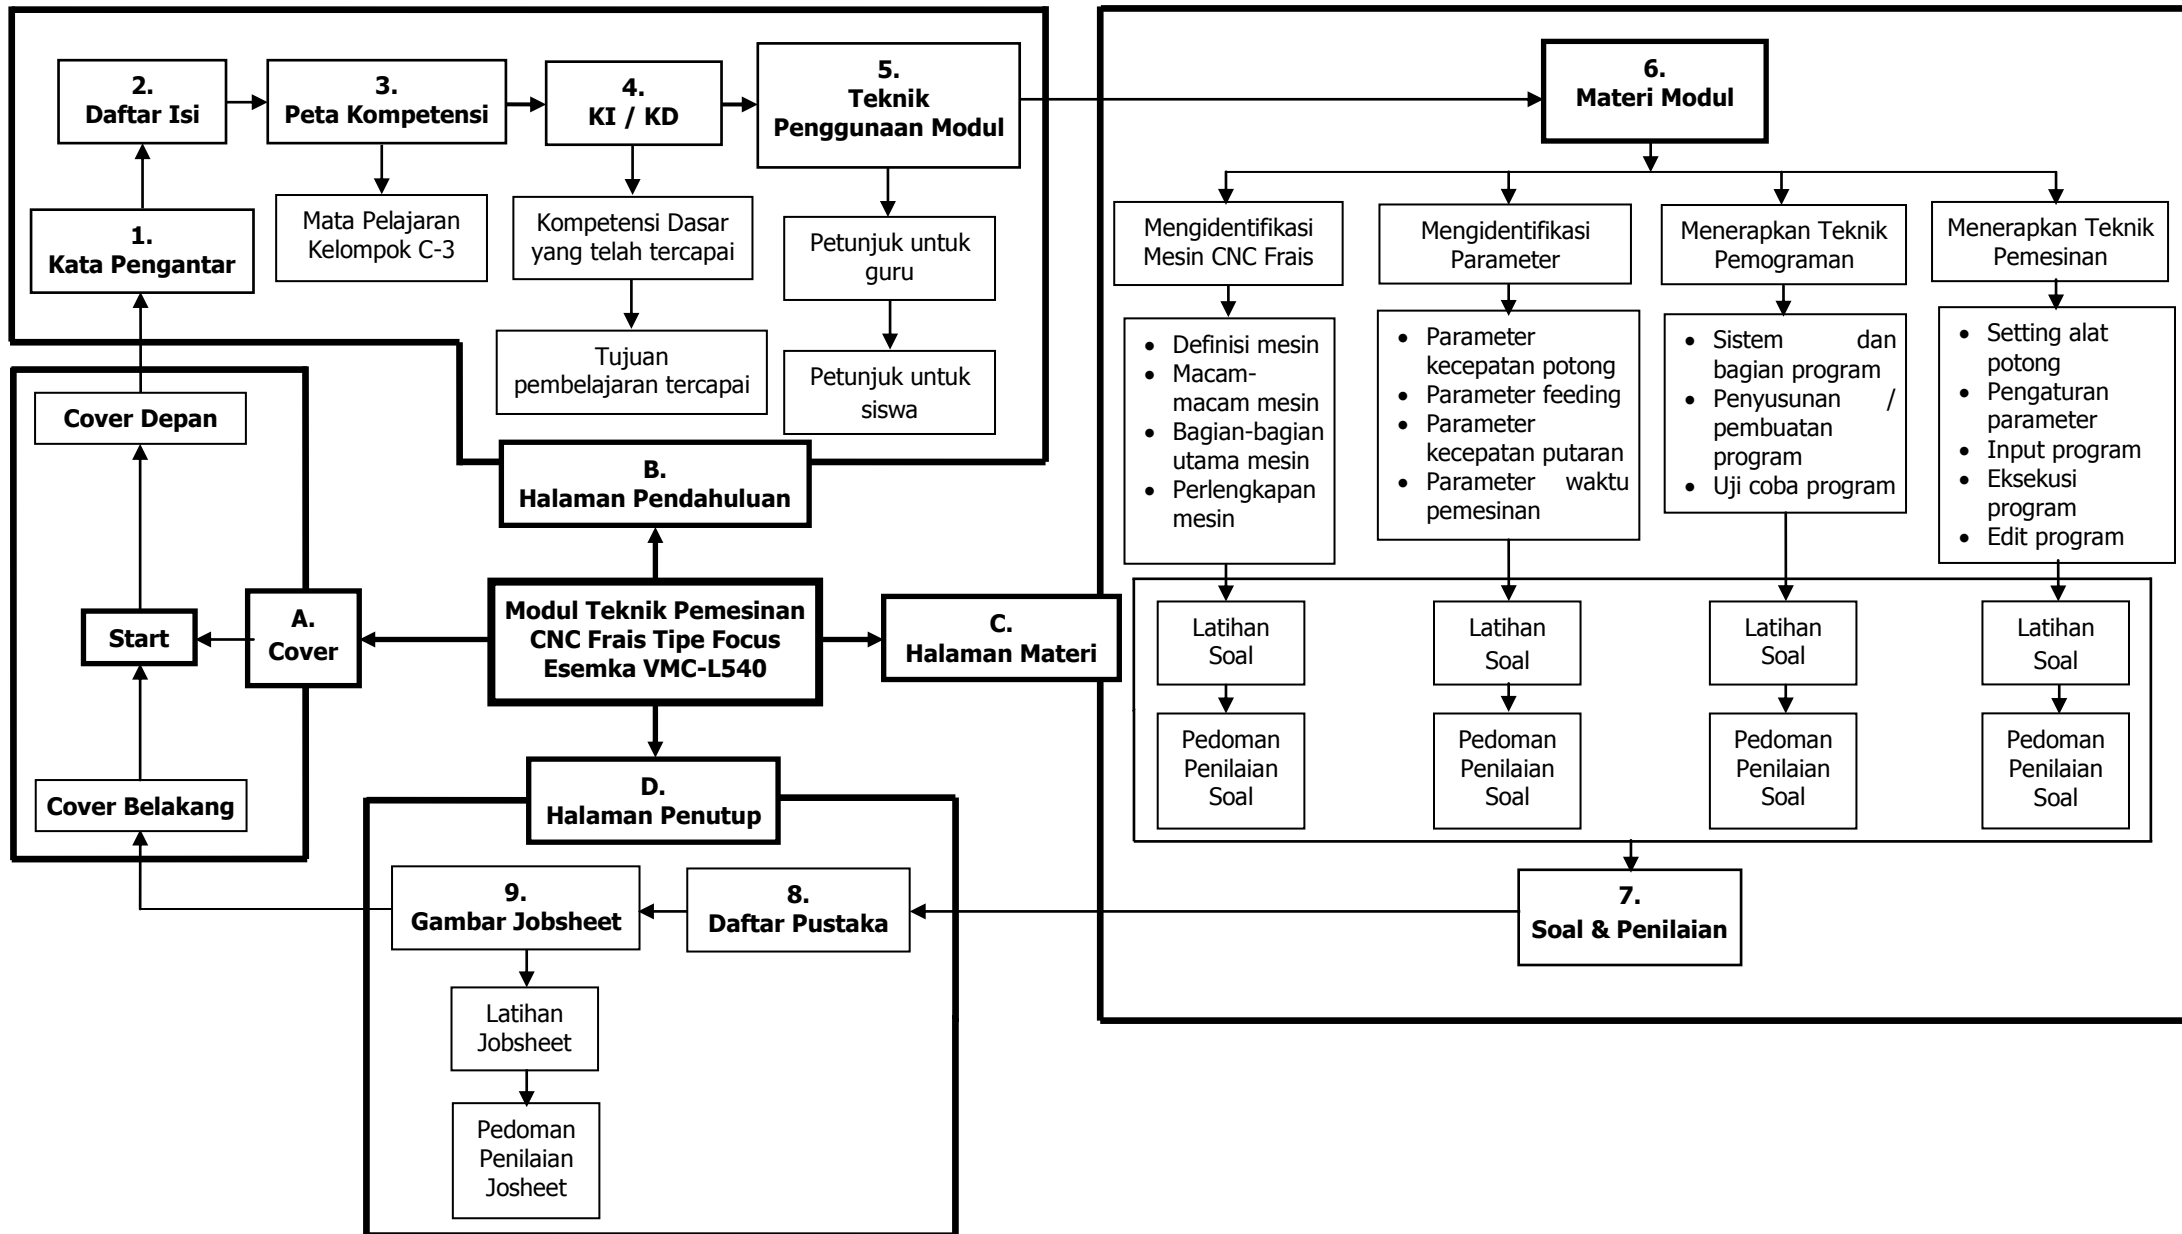 2.
Daftar Isi
3.
Peta Kompetensi
4.
KI / KD
5.
Teknik
Penggunaan Modul
1.
Kata Pengantar
Mata Pelajaran
Kelompok C-3
Kompetensi Dasar
yang telah tercapai
Tujuan
pembelajaran tercapai
Petunjuk untuk
guru
Petunjuk untuk
siswa
B.
Halaman Pendahuluan
Cover Depan
Start
A.
Cover
Cover Belakang
Modul Teknik Pemesinan
CNC Frais Tipe Focus
Esemka VMC-L540
C.
Halaman Materi
6.
Materi Modul
Mengidentifikasi
Mesin CNC Frais
Mengidentifikasi
Parameter
Menerapkan Teknik
Pemograman
Menerapkan Teknik
Pemesinan
• Definisi mesin
• Macam-
macam mesin
• Bagian-bagian
utama mesin
• Perlengkapan
mesin
• Parameter
kecepatan potong
• Parameter feeding
• Parameter
kecepatan putaran
• Parameter waktu
pemesinan
• Sistem dan
bagian program
• Penyusunan /
pembuatan
program
• Uji coba program
• Setting alat
potong
• Pengaturan
parameter
• Input program
• Eksekusi
program
• Edit program
Latihan
Soal
Latihan
Soal
Latihan
Soal
Latihan
Soal
Pedoman
Penilaian
Soal
Pedoman
Penilaian
Soal
Pedoman
Penilaian
Soal
Pedoman
Penilaian
Soal
7.
Soal & Penilaian
D.
Halaman Penutup
8.
Daftar Pustaka
9.
Gambar Jobsheet
Latihan
Jobsheet
Pedoman
Penilaian
Josheet